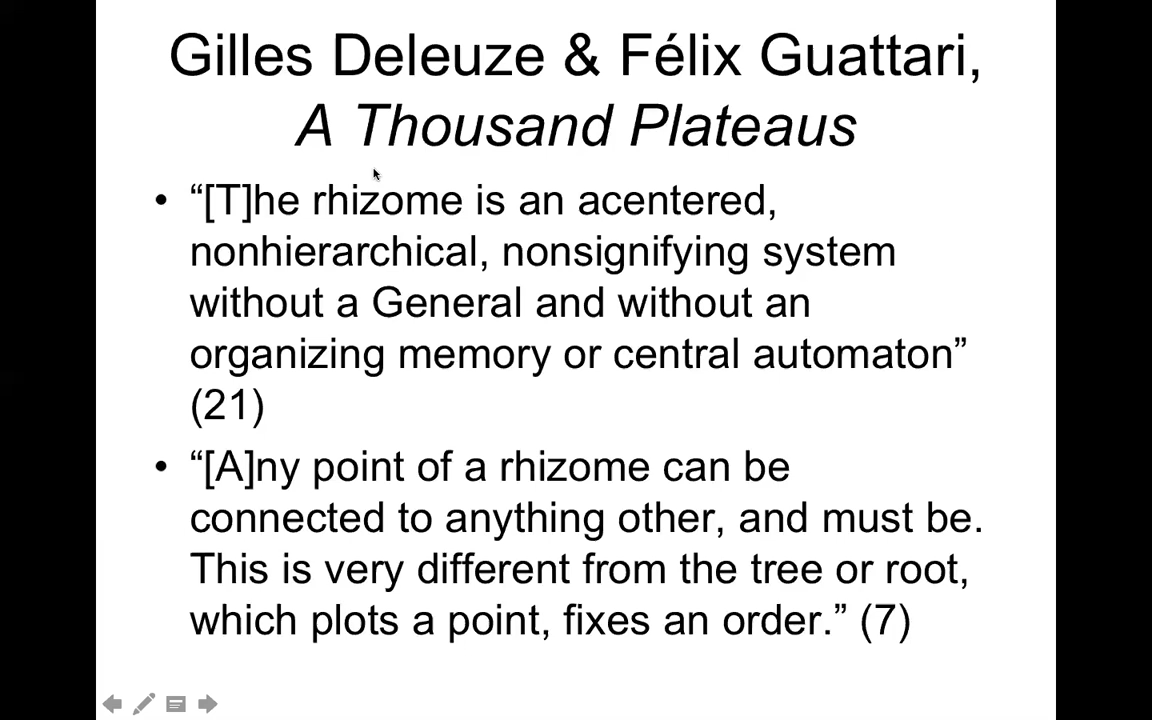 Gilles Deleuze & Félix Guattari,
A Thousand Plateaus
• “[T]he rhizome is an acentered,
nonhierarchical, nonsignifying system
without a General and without an
organizing memory or central automaton”
(21)
• “[A]ny point of a rhizome can be
connected to anything other, and must be.
This is very different from the tree or root,
which plots a point, fixes an order.” (7)